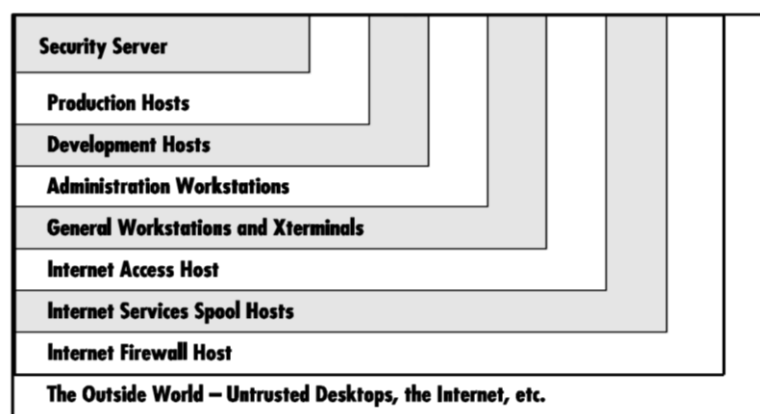 Security Server
Production Hosts
Development Hosts
Administration Workstations
General Workstations and Xterminals
Internet Access Host
Internet Services Spool Hosts
Internet Firewall Host
The Outside World – Untrusted Desktops, the Internet, etc.